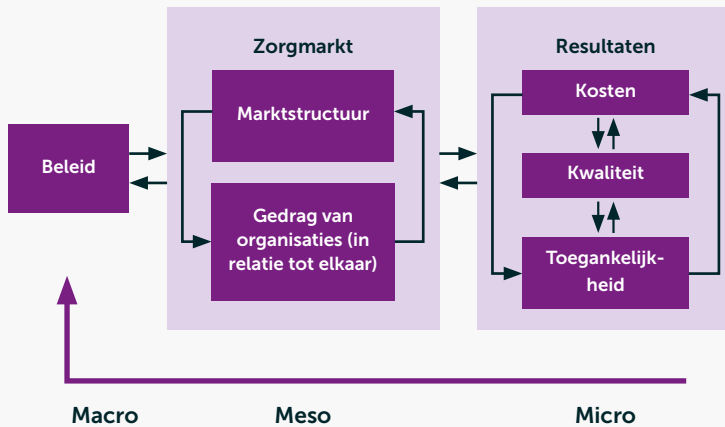 Zorgmarkt
Resultaten
Beleid
Marktstructuur
Gedrag van
organisaties (in
relatie tot elkaar)
Kosten
Kwaliteit
Toegankelijk-
heid
Macro
Meso
Micro